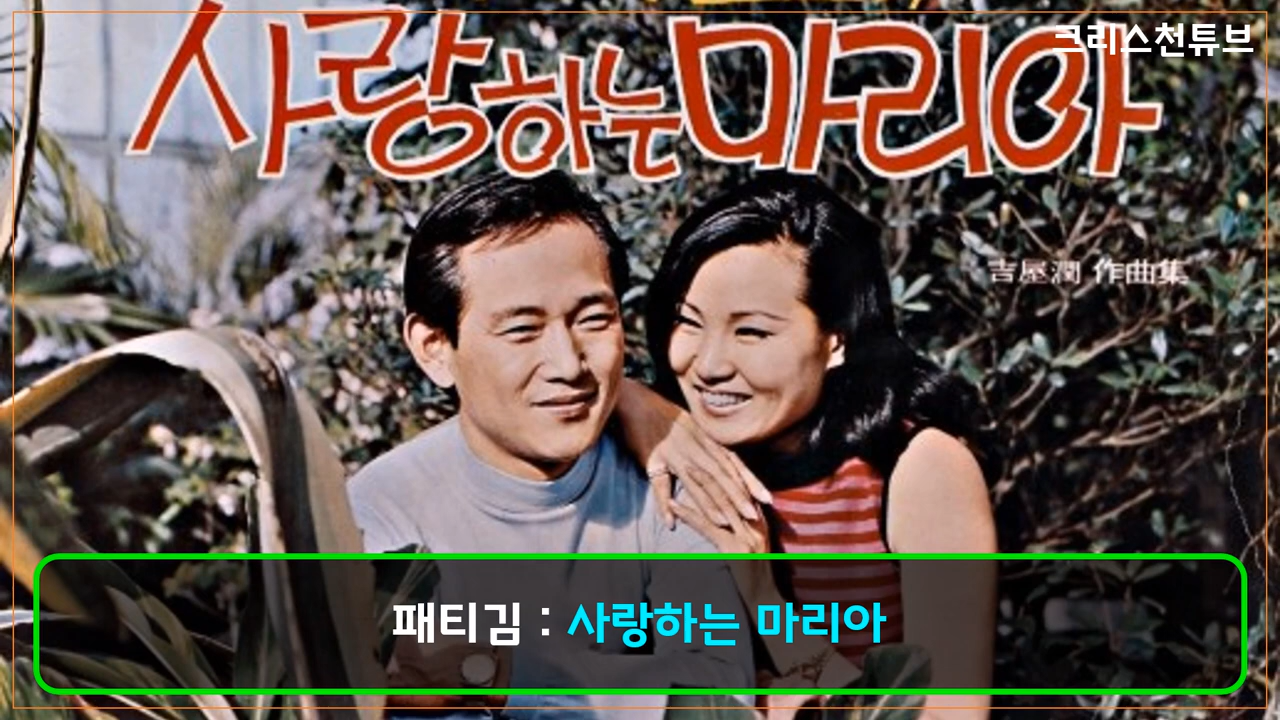 크리스천튜브
사랑하는 마리아
吉屋潤 作曲集
패티김 : 사랑하는 마리아